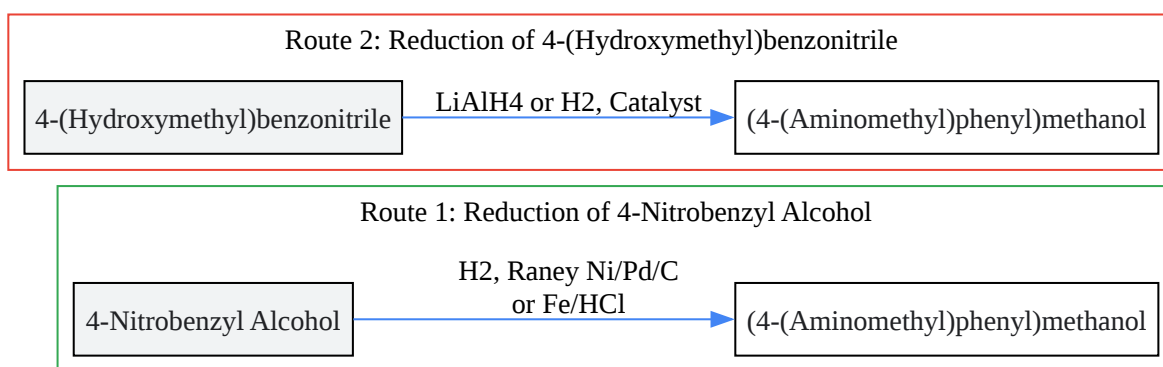 Route 2: Reduction of 4-(Hydroxymethyl)benzonitrile
4-(Hydroxymethyl)benzonitrile
LiAlH4 or H2, Catalyst
(4-(Aminomethyl)phenyl)methanol
Route 1: Reduction of 4-Nitrobenzyl Alcohol
4-Nitrobenzyl Alcohol
H2, Raney Ni/Pd/C
or Fe/HCl
(4-(Aminomethyl)phenyl)methanol